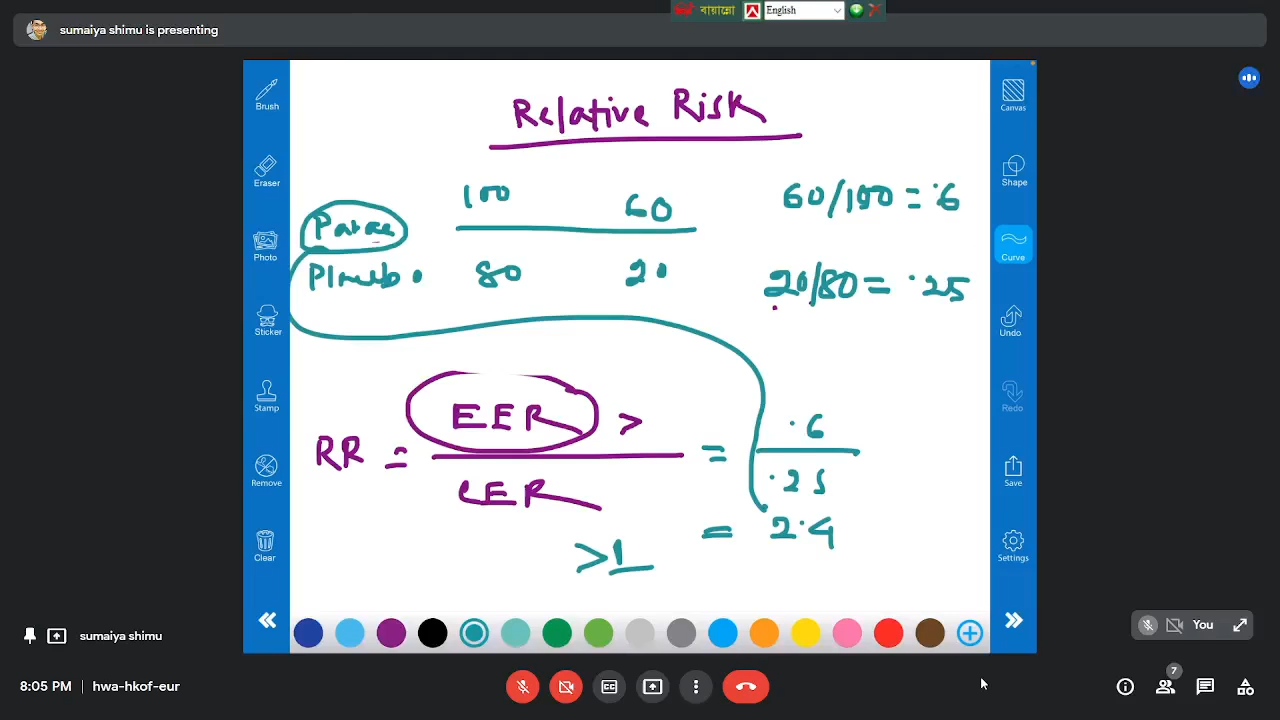 বায়ান্নো English
sumaiya shimu is presenting
Brush
Eraser
Photo
Sticker
Stamp
Remove
Clear
Canvas
Shape
Curve
Undo
Redo
Save
Settings
Relative Risk
100 60 60/100 = .6
Parac
80 20 20/80 = .25
RR = EER > = .6
CER .25
= 2.4
>1
sumaiya shimu
You
8:05 PM | hwa-hkof-eur
7